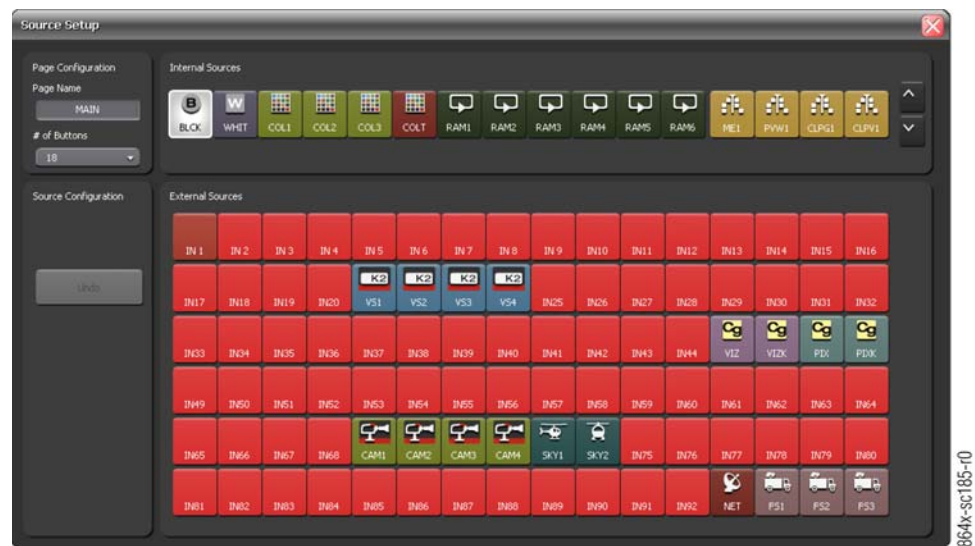 Source Setup
Page Configuration
Page Name
MAIN
# of Buttons
18
Internal Sources
B W
BLCK WHIT COL1 COL2 COL3 COLT RAM1 RAM2 RAM3 RAM4 RAM5 RAM6 ME1 PVW1 CLPG1 CLPV1
Source Configuration
Undo
External Sources
IN 1 IN 2 IN 3 IN 4 IN 5 IN 6 IN 7 IN 8 IN 9 IN10 IN11 IN12 IN13 IN14 IN15 IN16
K2 K2 K2 K2
IN17 IN18 IN19 IN20 VS1 VS2 VS3 VS4 IN25 IN26 IN27 IN28 IN29 IN30 IN31 IN32
Cg Cg Cg Cg
IN33 IN34 IN35 IN36 IN37 IN38 IN39 IN40 IN41 IN42 IN43 IN44 VIZ VIZK PIX PIXK
IN49 IN50 IN51 IN52 IN53 IN54 IN55 IN56 IN57 IN58 IN59 IN60 IN61 IN62 IN63 IN64
IN65 IN66 IN67 IN68 CAM1 CAM2 CAM3 CAM4 SKY1 SKY2 IN75 IN76 IN77 IN78 IN79 IN80
IN81 IN82 IN83 IN84 IN85 IN86 IN87 IN88 IN89 IN90 IN91 IN92 NET FS1 FS2 FS3
864x-sc185-r0